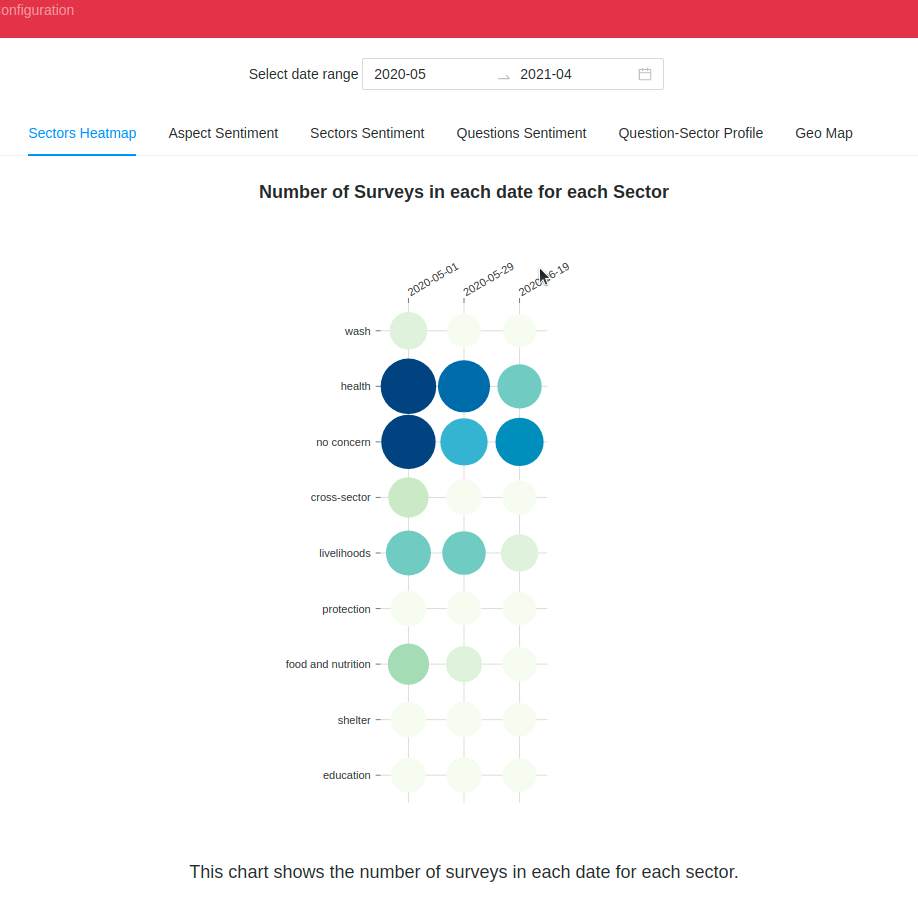 onfiguration
Select date range 2020-05 2021-04
Sectors Heatmap Aspect Sentiment Sectors Sentiment Questions Sentiment Question-Sector Profile Geo Map
Number of Surveys in each date for each Sector
2020-05-01 2020-05-29
wash
health
no concern
cross-sector
livelihoods
protection
food and nutrition
shelter
education
This chart shows the number of surveys in each date for each sector.